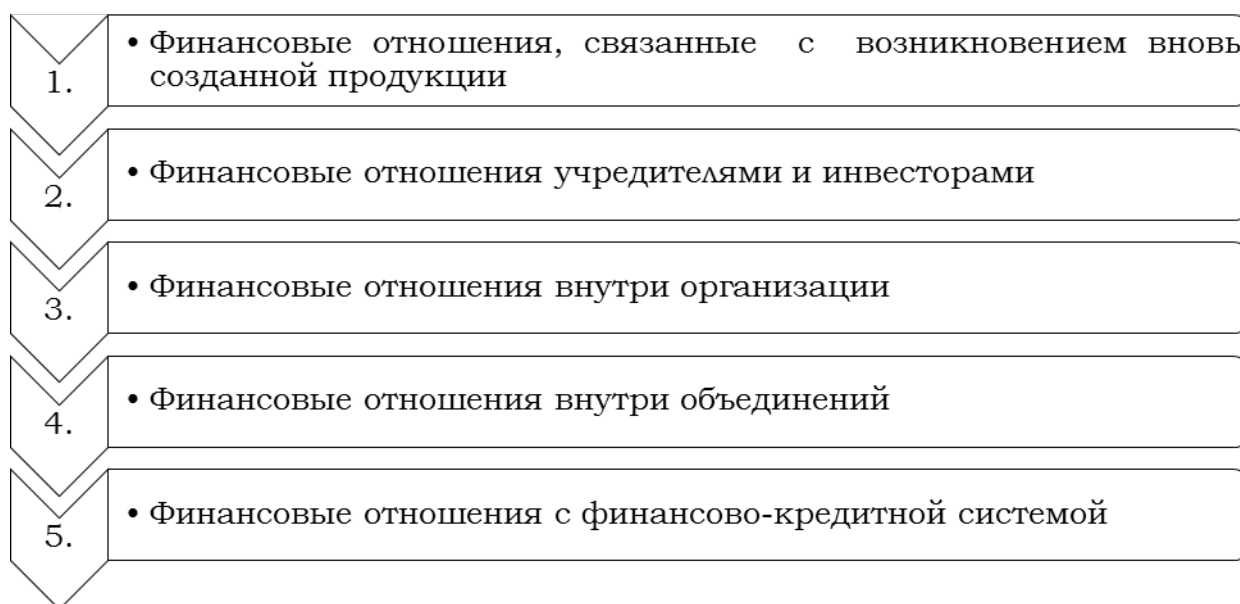 1.
• Финансовые отношения, связанные с возникновением вновь
созданной продукции
2.
• Финансовые отношения учредителями и инвесторами
3.
• Финансовые отношения внутри организации
4.
• Финансовые отношения внутри объединений
5.
• Финансовые отношения с финансово-кредитной системой